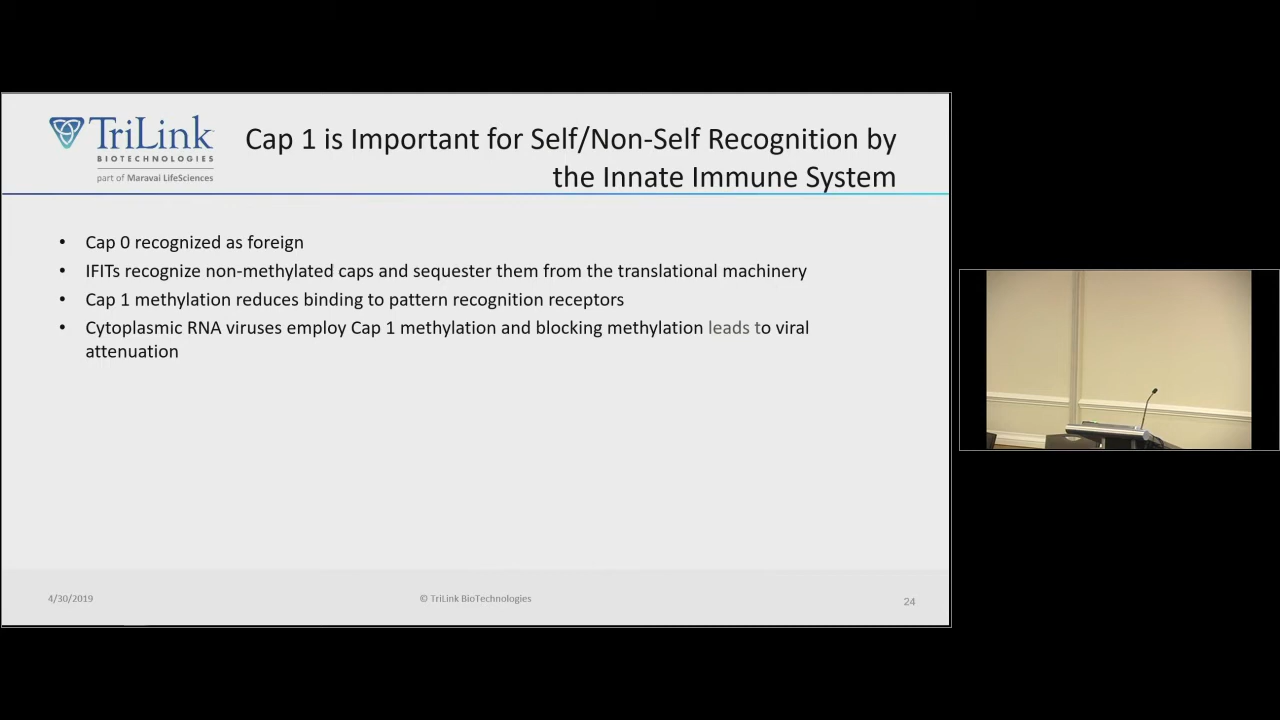 TriLink
BIOTECHNOLOGIES
part of Maravai LifeSciences
Cap 1 is Important for Self/Non-Self Recognition by
the Innate Immune System
• Cap 0 recognized as foreign
• IFITs recognize non-methylated caps and sequester them from the translational machinery
• Cap 1 methylation reduces binding to pattern recognition receptors
• Cytoplasmic RNA viruses employ Cap 1 methylation and blocking methylation leads to viral
attenuation
4/30/2019
© TriLink BioTechnologies
24